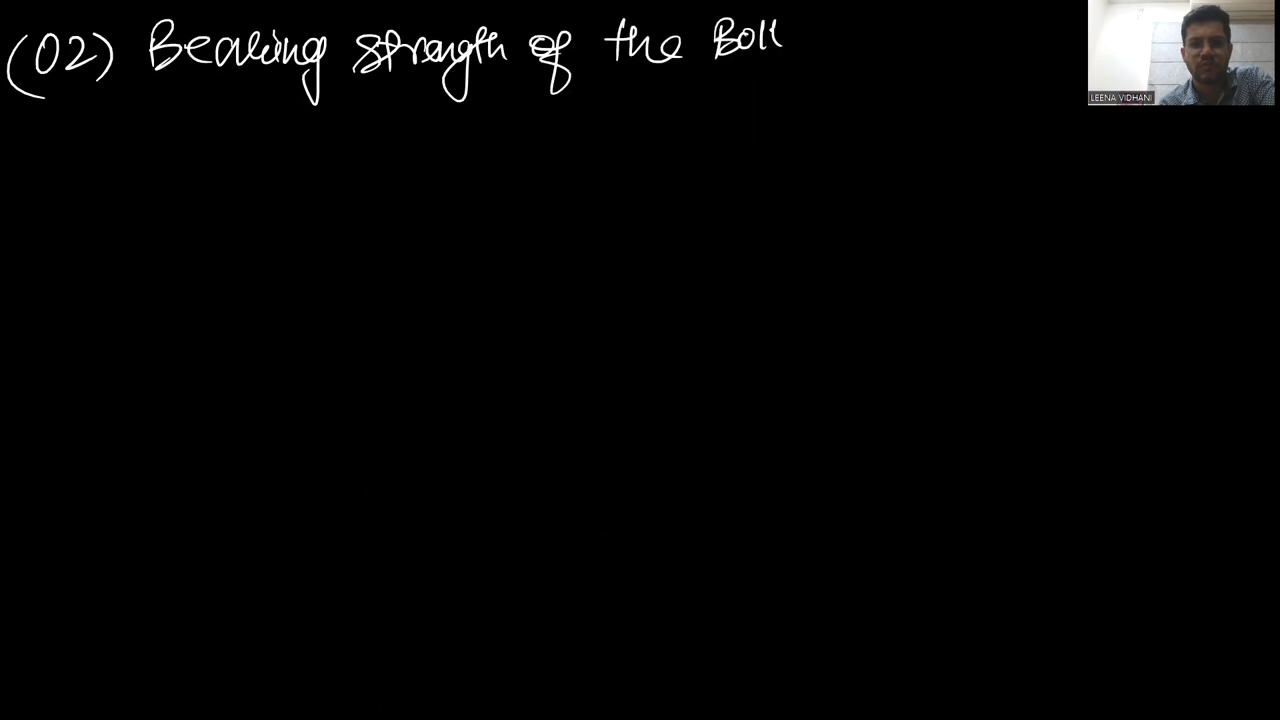 (02) Bearing strength of the Bolt
LEENA VIDHANI